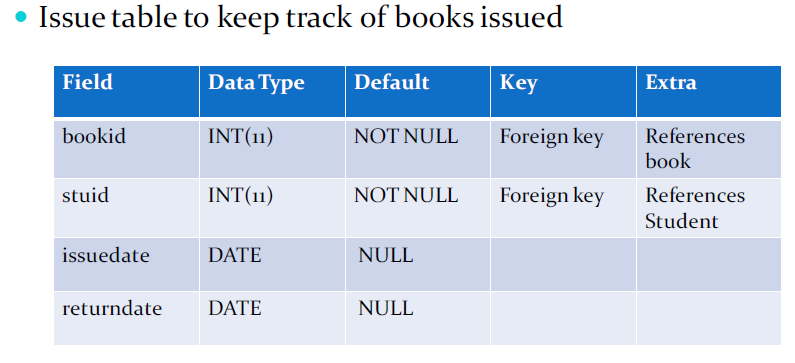 Issue table to keep track of books issued
Field Data Type Default Key Extra
bookid INT(11) NOT NULL Foreign key References
book
stuid INT(11) NOT NULL Foreign key References
Student
issuedate DATE NULL
returndate DATE NULL